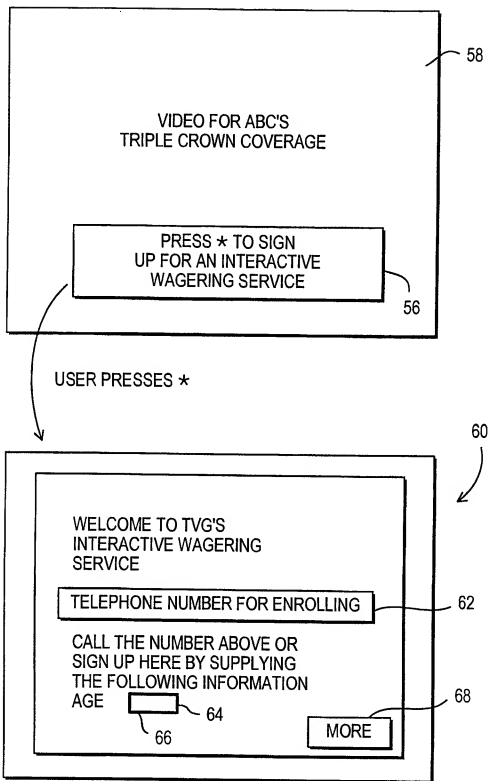 58
VIDEO FOR ABC'S
TRIPLE CROWN COVERAGE
PRESS * TO SIGN
UP FOR AN INTERACTIVE
WAGERING SERVICE
56
USER PRESSES *
60
WELCOME TO TVG'S
INTERACTIVE WAGERING
SERVICE
TELEPHONE NUMBER FOR ENROLLING
62
CALL THE NUMBER ABOVE OR
SIGN UP HERE BY SUPPLYING
THE FOLLOWING INFORMATION
AGE
64
66
68
MORE